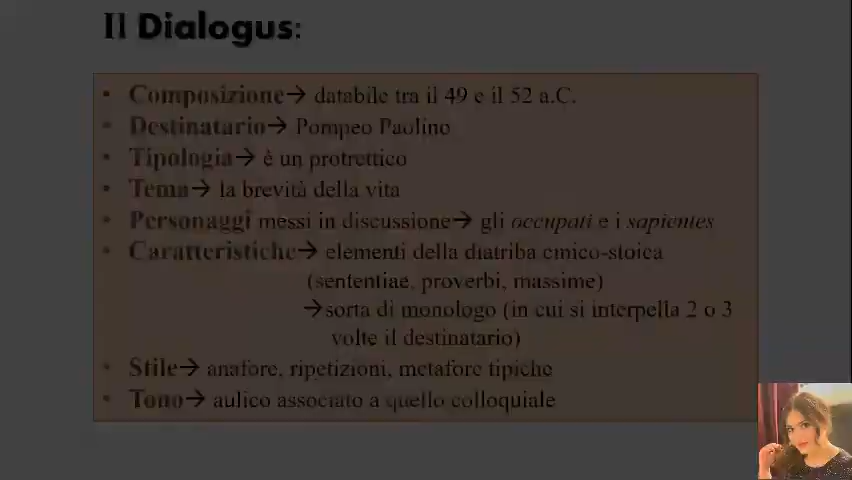 Il Dialogus:
• Composizione→ databile tra il 49 e il 52 a.C.
• Destinatario→ Pompeo Paolino
• Tipologia→ è un protrettico
• Tema→ la brevità della vita
• Personaggi messi in discussione→ gli occupati e i sapientes
• Caratteristiche→ elementi della diatriba cinico-stoica
(sententiae, proverbi, massime)
→sorta di monologo (in cui si interpella 2 o 3
volte il destinatario)
• Stile→ anafore, ripetizioni, metafore tipiche
• Tono→ aulico associato a quello colloquiale